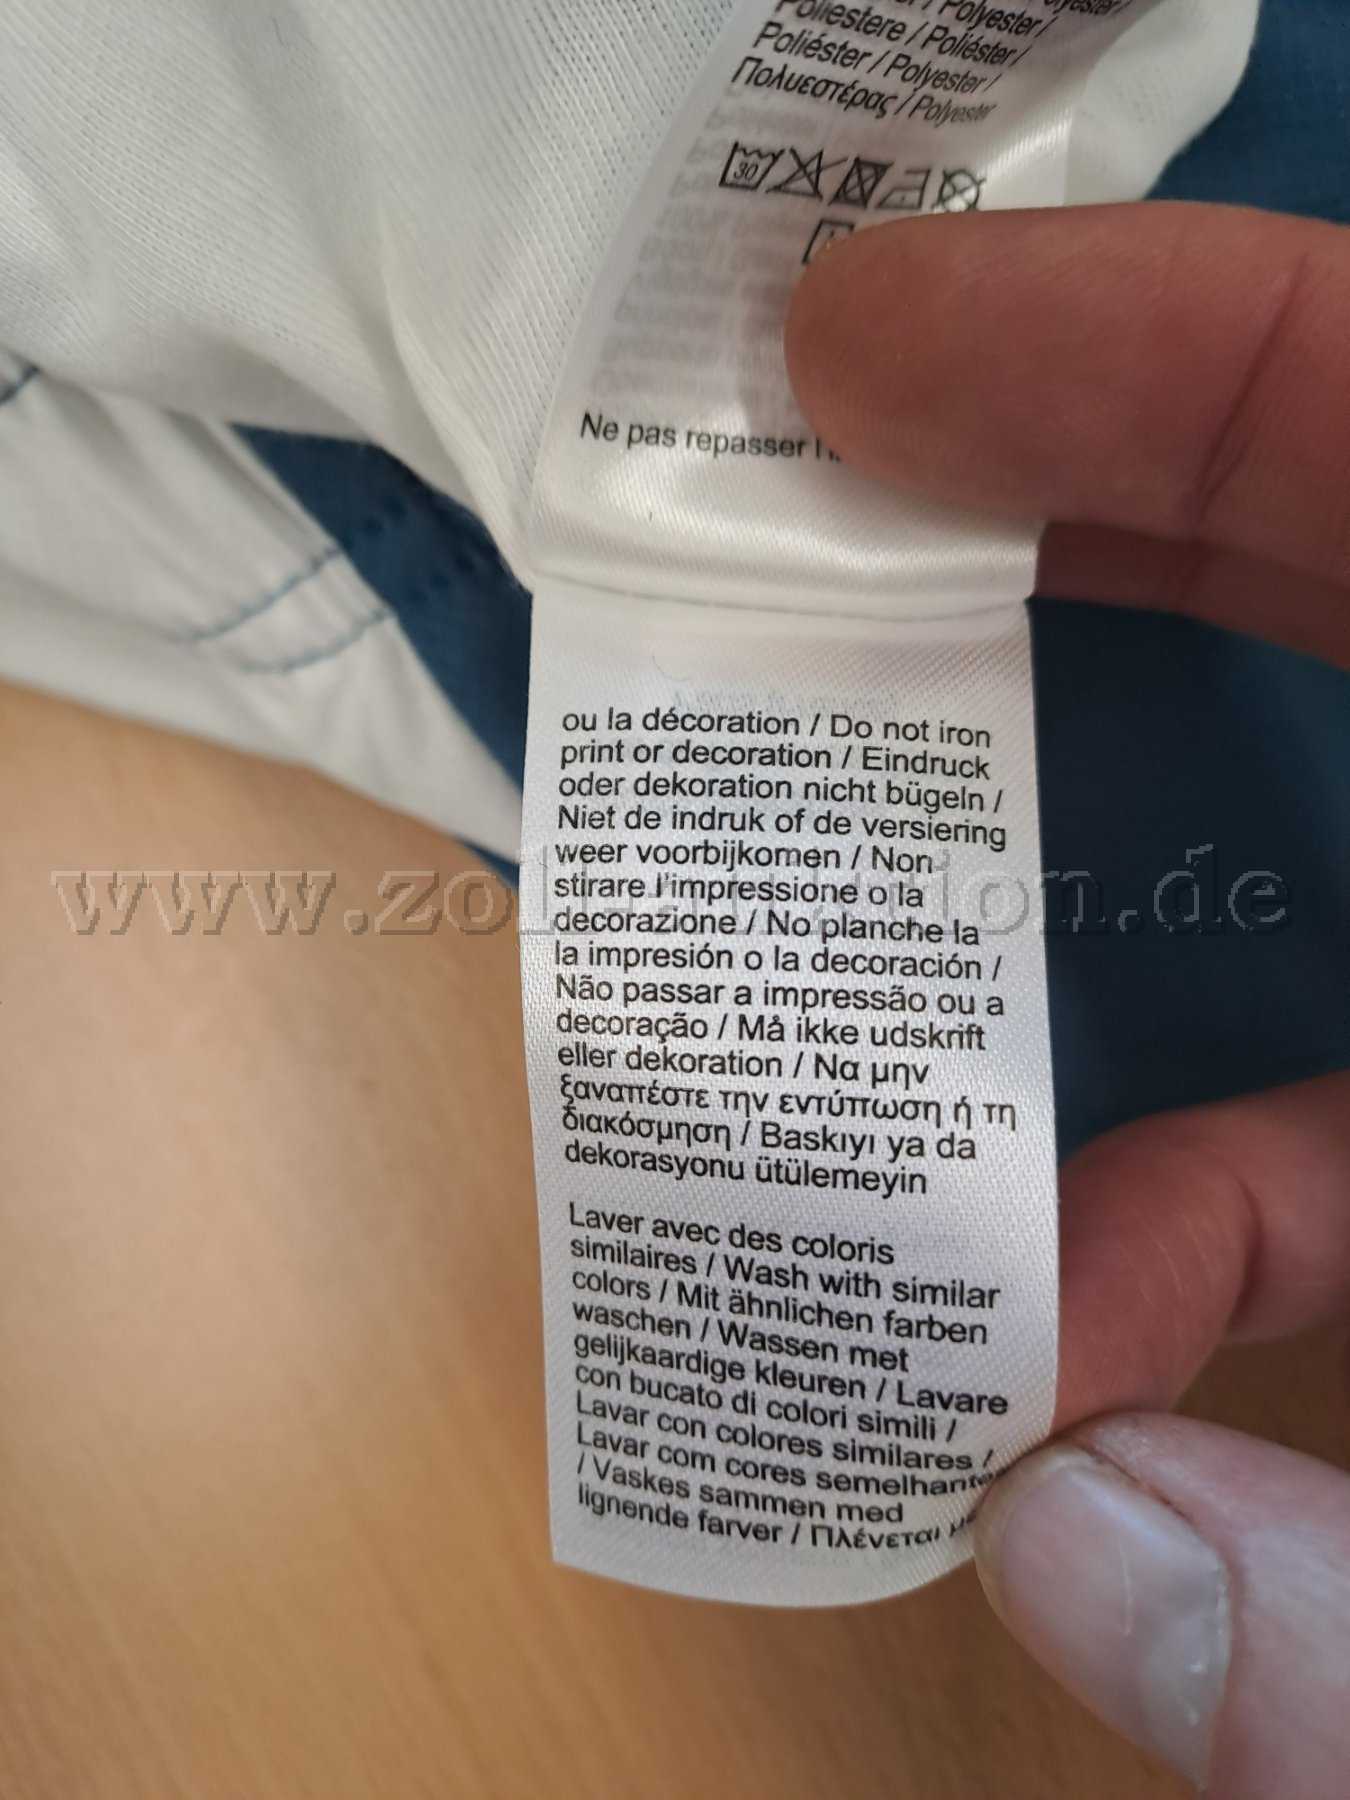 Polyester /
Poliestere / Poliéster /
Poliéster / Polyester /
Πολυεστέρας / Polyester
30
Ne pas repasser
ou la décoration / Do not iron
print or decoration / Eindruck
oder dekoration nicht bügeln /
Niet de indruk of de versiering
weer voorbijkomen / Non
stirare l'impressione o la
decorazione / No planche la
la impresión o la decoración /
Não passar a impressão ou a
decoração / Må ikke udskrift
eller dekoration / Να μην
ξαναπέστε την εντύπωση ή τη
διακόσμηση / Baskıyı ya da
dekorasyonu ütülemeyin
Laver avec des coloris
similaires / Wash with similar
colors / Mit ähnlichen farben
waschen / Wassen met
gelijkaardige kleuren / Lavare
con bucato di colori simili /
Lavar con colores similares /
Lavar com cores
/ Vaskes sammen med
lignende farver / Πλένεται
www.zoll-auktion.de